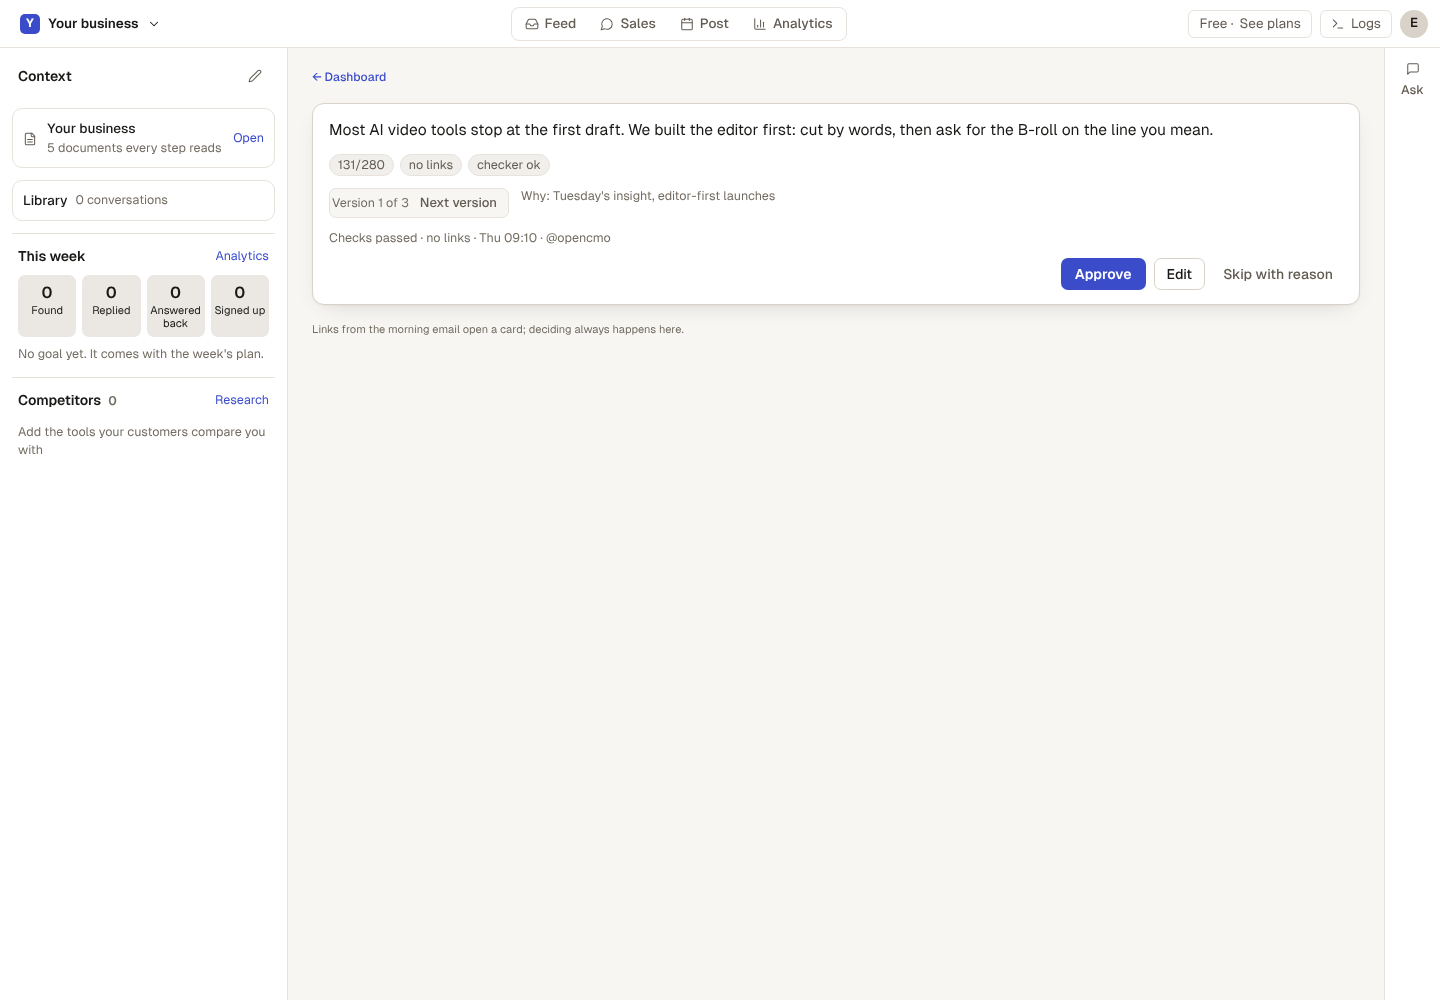 Y Your business
Feed Sales Post Analytics
Free · See plans
Logs
E
Context
Your business
5 documents every step reads
Open
Library 0 conversations
This week
Analytics
0 Found
0 Replied
0 Answered back
0 Signed up
No goal yet. It comes with the week's plan.
Competitors 0
Research
Add the tools your customers compare you
with
← Dashboard
Most AI video tools stop at the first draft. We built the editor first: cut by words, then ask for the B-roll on the line you mean.
131/280 no links checker ok
Version 1 of 3 Next version Why: Tuesday's insight, editor-first launches
Checks passed · no links · Thu 09:10 · @opencmo
Approve Edit Skip with reason
Links from the morning email open a card; deciding always happens here.
Ask